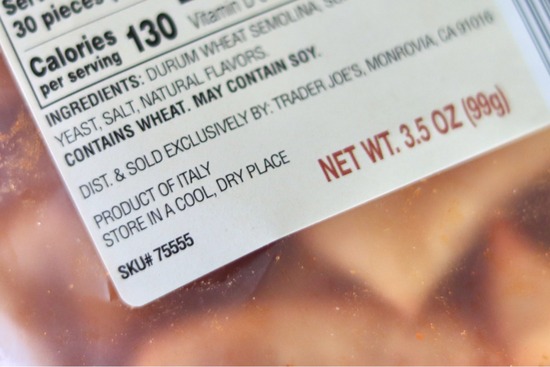 30 pieces
Calories 130
per serving
Vitamin D
INGREDIENTS: DURUM WHEAT SEMOLINA,
YEAST, SALT, NATURAL FLAVORS.
CONTAINS WHEAT. MAY CONTAIN SOY.
DIST. & SOLD EXCLUSIVELY BY: TRADER JOE'S, MONROVIA, CA 91016
PRODUCT OF ITALY
STORE IN A COOL, DRY PLACE
NET WT. 3.5 OZ (99g)
SKU# 75555